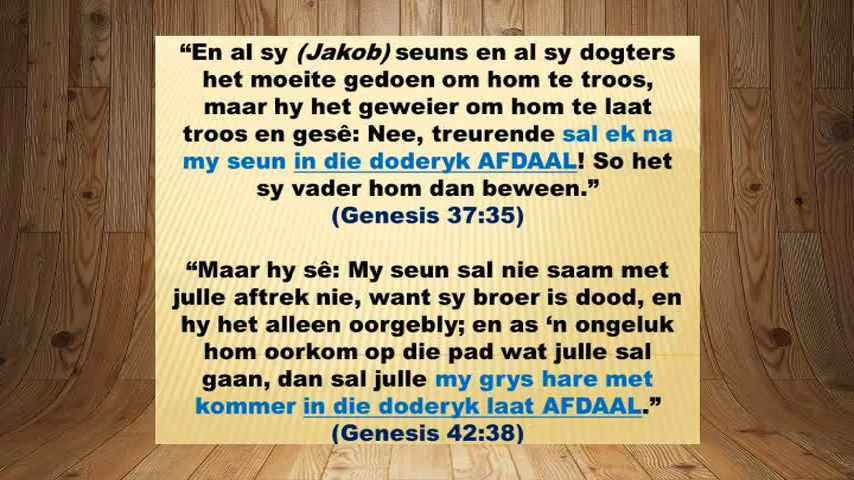 “En al sy (Jakob) seuns en al sy dogters
het moeite gedoen om hom te troos,
maar hy het geweier om hom te laat
troos en gesê: Nee, treurende sal ek na
my seun in die doderyk AFDAAL! So het
sy vader hom dan beween.”
(Genesis 37:35)
“Maar hy sê: My seun sal nie saam met
julle aftrek nie, want sy broer is dood, en
hy het alleen oorgebly; en as ‘n ongeluk
hom oorkom op die pad wat julle sal
gaan, dan sal julle my grys hare met
kommer in die doderyk laat AFDAAL.”
(Genesis 42:38)